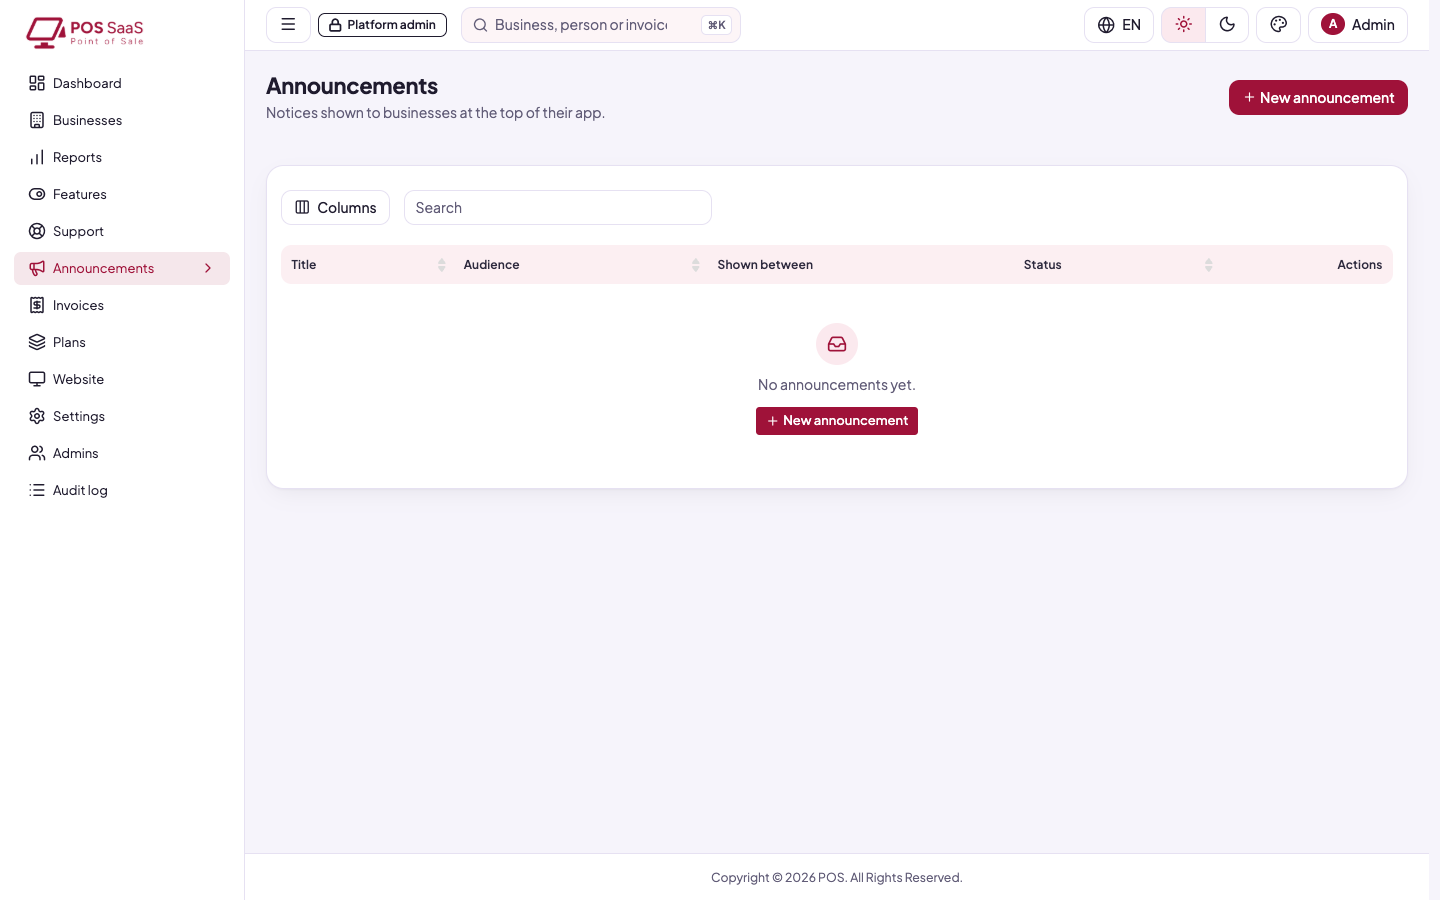 POS SaaS
Point of Sale
Dashboard
Businesses
Reports
Features
Support
Announcements
Invoices
Plans
Website
Settings
Admins
Audit log
Platform admin
Business, person or invoice
⌘K
EN
A
Admin
Announcements
Notices shown to businesses at the top of their app.
+ New announcement
Columns
Search
Title
Audience
Shown between
Status
Actions
No announcements yet.
+ New announcement
Copyright © 2026 POS. All Rights Reserved.